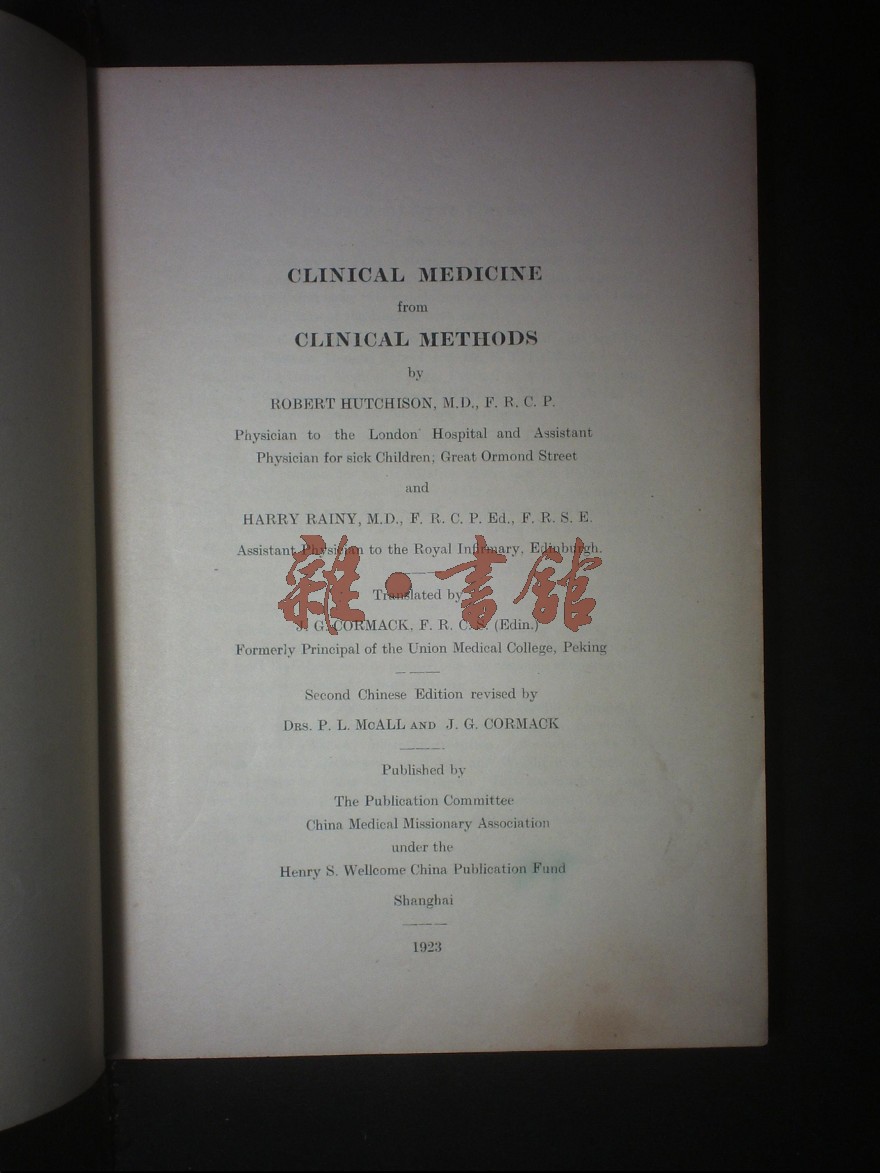 CLINICAL MEDICINE
from
CLINICAL METHODS
by
ROBERT HUTCHISON, M.D., F. R. C. P.
Physician to the London Hospital and Assistant
Physician for sick Children; Great Ormond Street
and
HARRY RAINY, M.D., F. R. C. P. Ed., F. R. S. E.
Assistant Physician to the Royal Infirmary, Edinburgh.
雜·書館
Translated by
J. G. CORMACK, F. R. C. S. (Edin.)
Formerly Principal of the Union Medical College, Peking
Second Chinese Edition revised by
DRS. P. L. MCALL AND J. G. CORMACK
Published by
The Publication Committee
China Medical Missionary Association
under the
Henry S. Wellcome China Publication Fund
Shanghai
1923